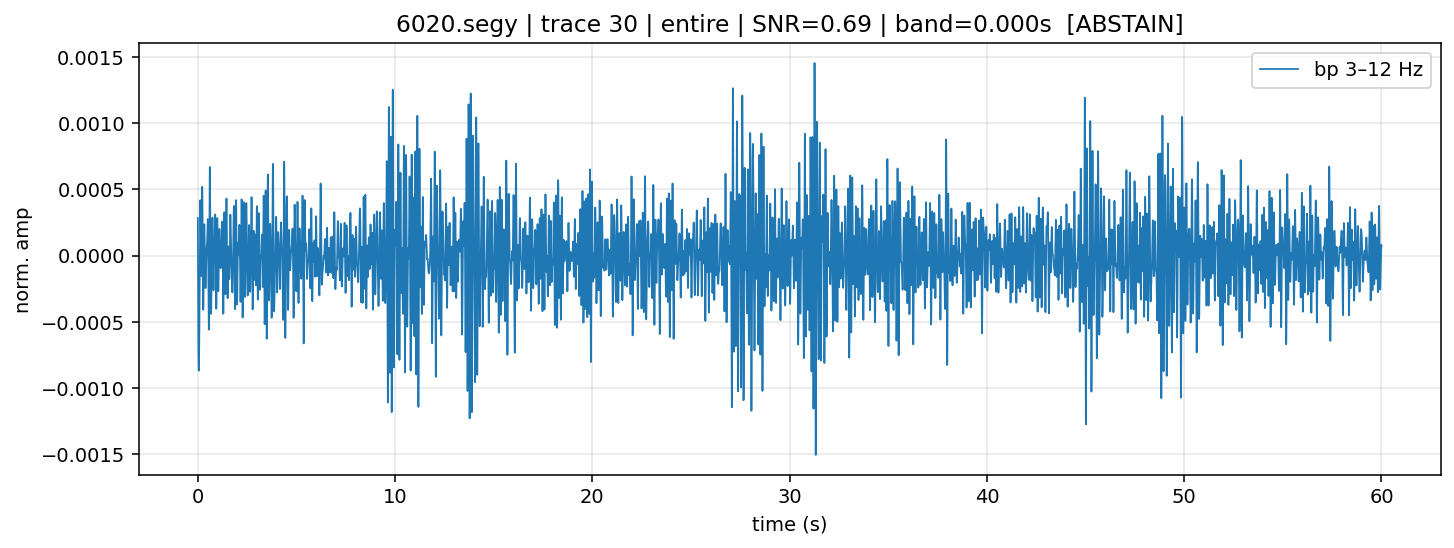 6020.segy | trace 30 | entire | SNR=0.69 | band=0.000s  [ABSTAIN]
bp 3–12 Hz
norm. amp
0.0015
0.0010
0.0005
0.0000
−0.0005
−0.0010
−0.0015
0 10 20 30 40 50 60
time (s)